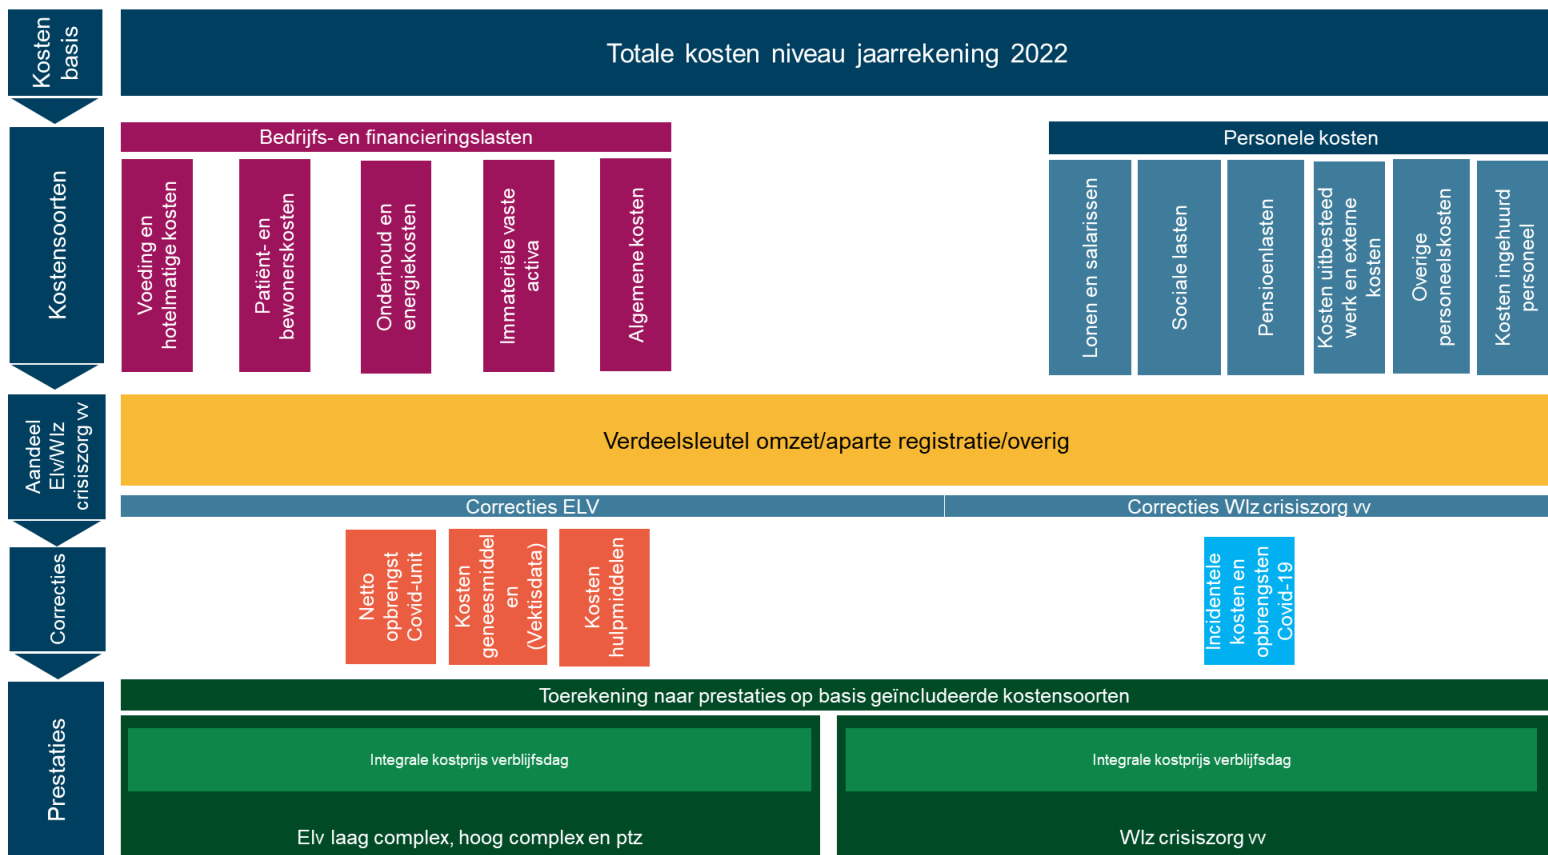 Kosten
basis
Totale kosten niveau jaarrekening 2022
Kostensoorten
Bedrijfs- en financieringslasten
Voeding en
hotelmatige kosten
Patiënt- en
bewonerskosten
Onderhoud en
energiekosten
Immateriële vaste
activa
Algemene kosten
Personele kosten
Lonen en salarissen
Sociale lasten
Pensioenlasten
Kosten uitbesteed
werk en externe
kosten
Overige
personeelskosten
Kosten ingehuurd
personeel
Aandeel
Elv/Wlz
crisiszorg vv
Verdeelsleutel omzet/aparte registratie/overig
Correcties ELV
Correcties Wlz crisiszorg vv
Correcties
Netto
opbrengst
Covid-unit
Kosten
geneesmiddel
en
(Vektisdata)
Kosten
hulpmiddelen
Incidentele
kosten en
opbrengsten
Covid-19
Prestaties
Toerekening naar prestaties op basis geïncludeerde kostensoorten
Integrale kostprijs verblijfsdag
Elv laag complex, hoog complex en ptz
Integrale kostprijs verblijfsdag
Wlz crisiszorg vv